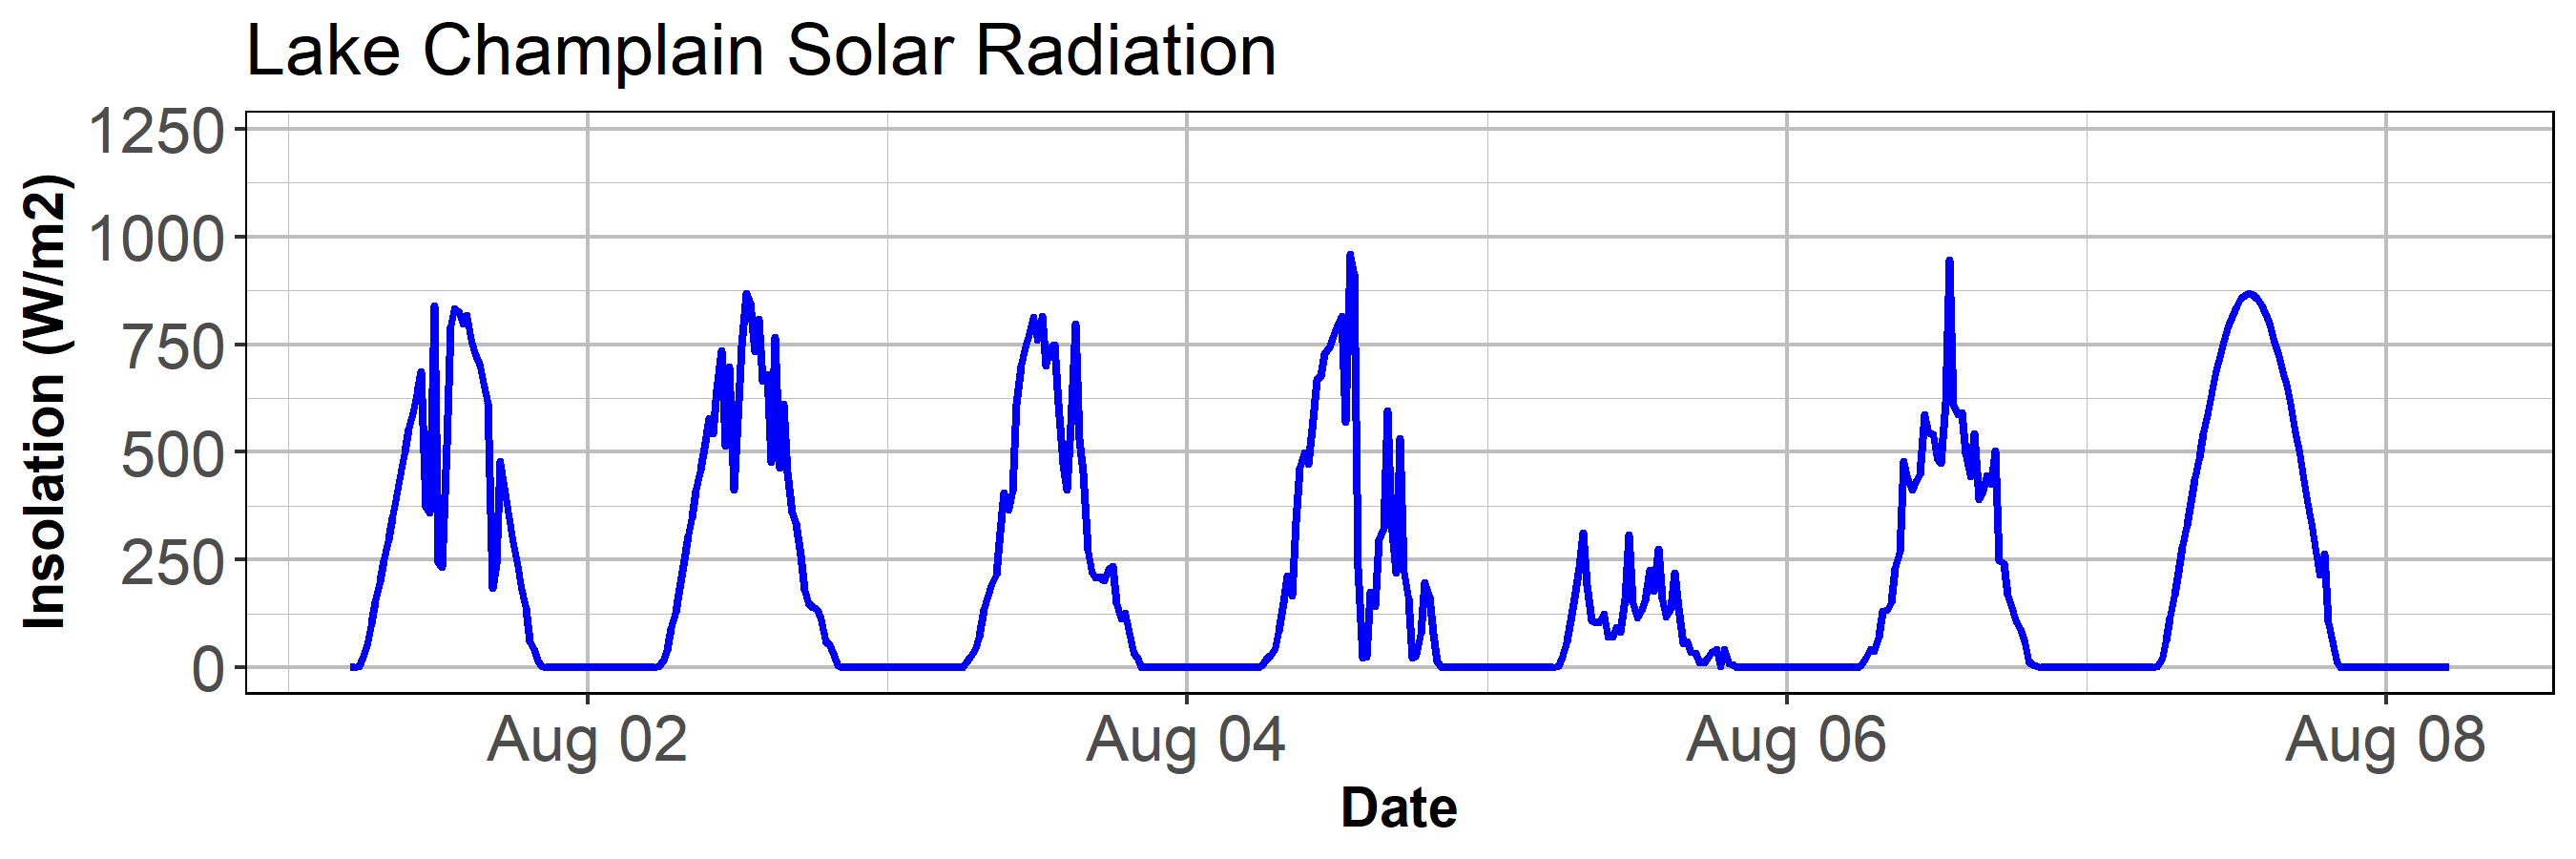 Lake Champlain Solar Radiation
Insolation (W/m2)
1250
1000
750
500
250
0
Aug 02 Aug 04 Aug 06 Aug 08
Date